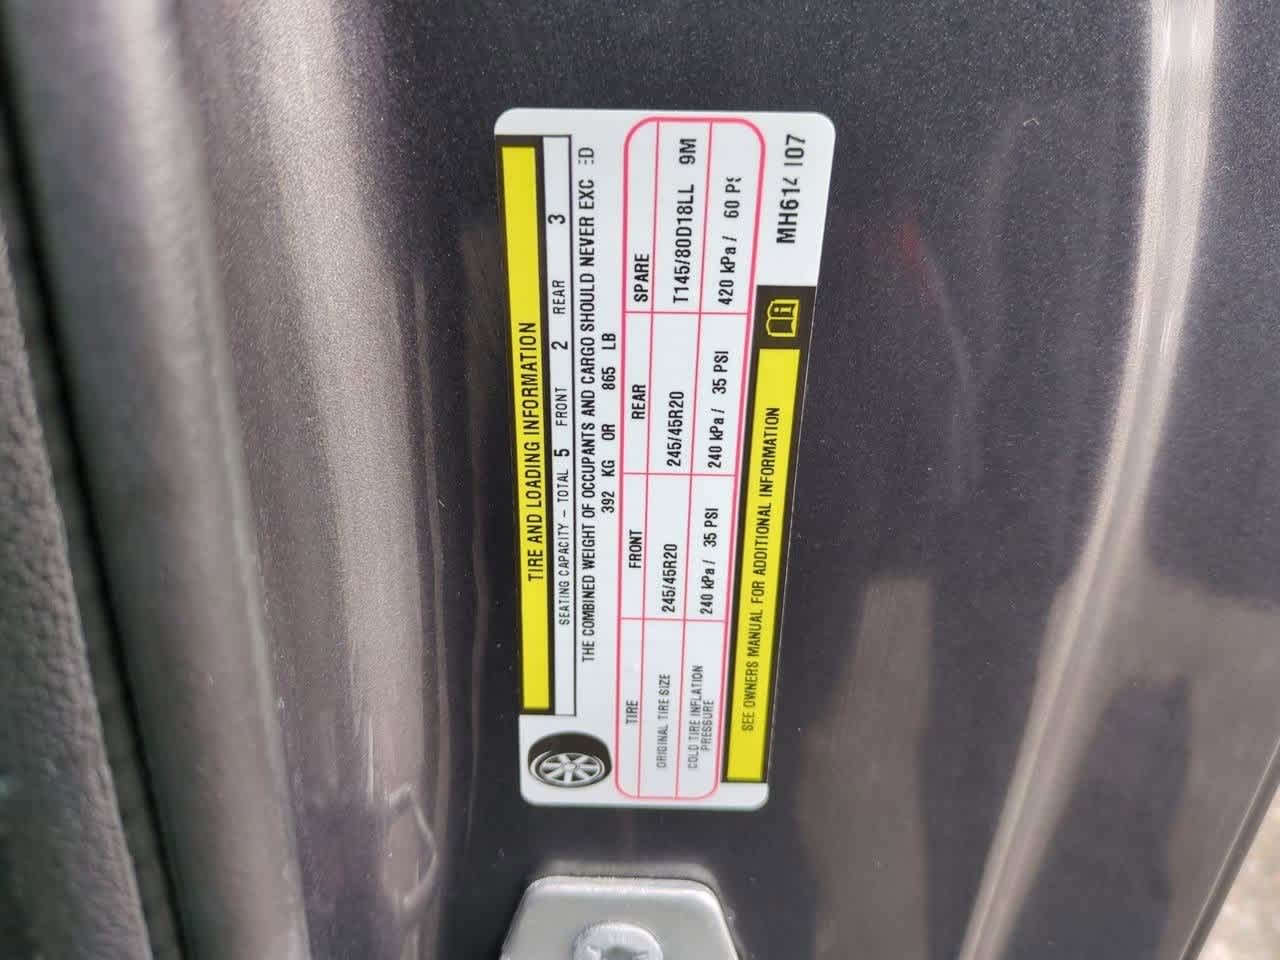 TIRE AND LOADING INFORMATION
SEATING CAPACITY - TOTAL 5 FRONT 2 REAR 3
THE COMBINED WEIGHT OF OCCUPANTS AND CARGO SHOULD NEVER EXC ED
392 KG OR 865 LB
TIRE FRONT REAR SPARE
ORIGINAL TIRE SIZE 245/45R20 245/45R20 T145/80D18LL 9M
COLD TIRE INFLATION PRESSURE 240 kPa / 35 PSI 240 kPa / 35 PSI 420 kPa / 60 PS
SEE OWNERS MANUAL FOR ADDITIONAL INFORMATION